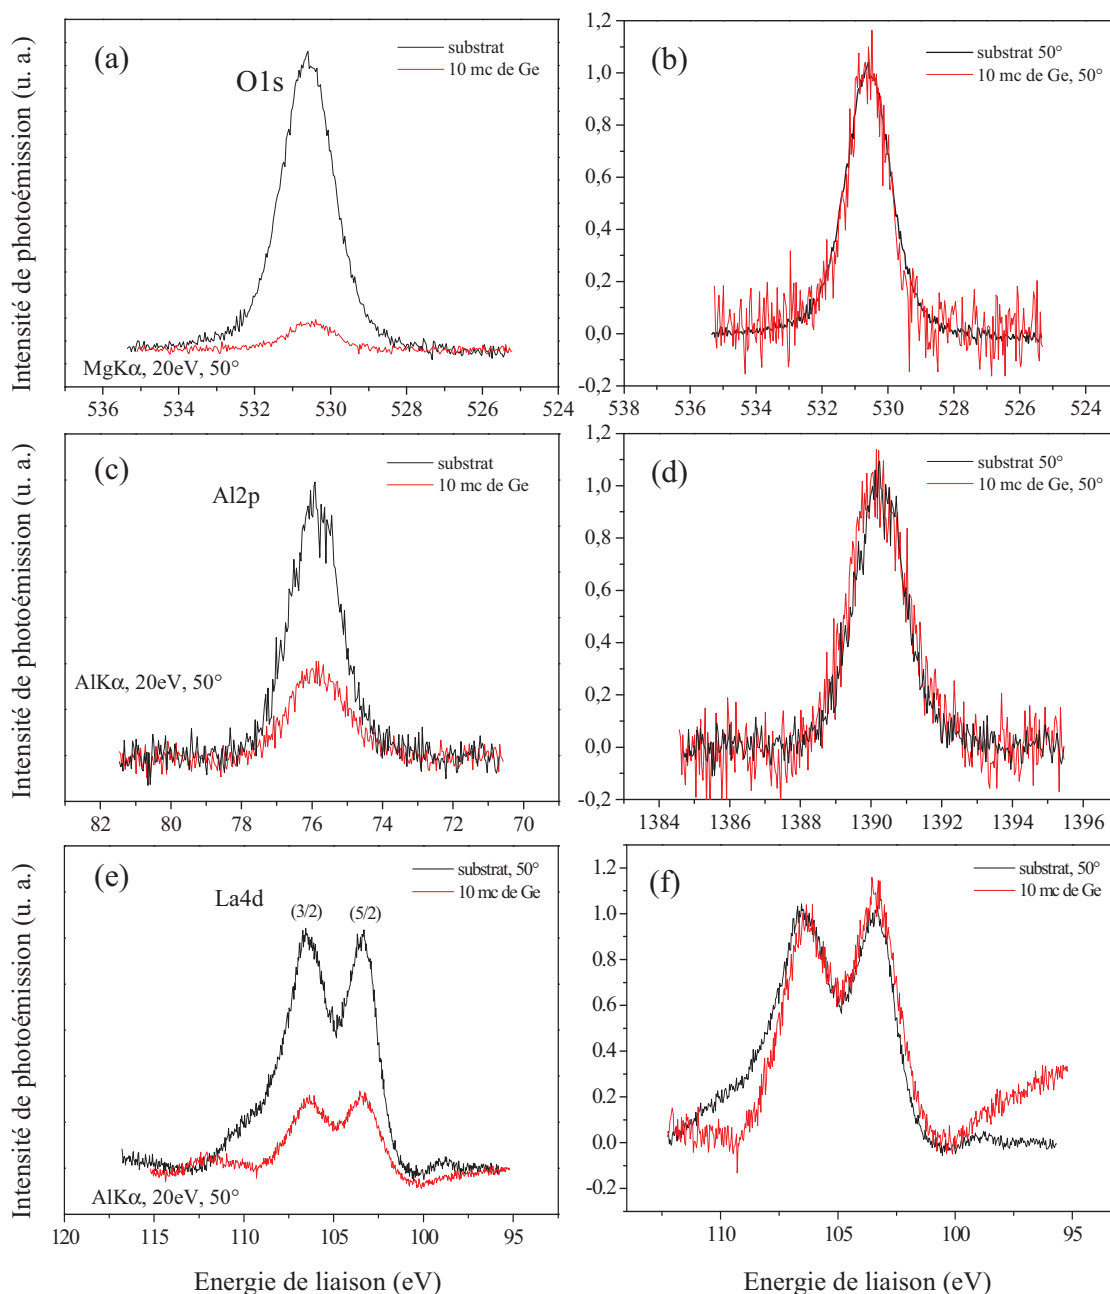 (a)
substrat
10 mc de Ge
O1s
MgKα, 20eV, 50°
Intensité de photoémission (u. a.)
536 534 532 530 528 526 524
(b)
substrat 50°
10 mc de Ge, 50°
1,2
1,0
0,8
0,6
0,4
0,2
0,0
-0,2
538 536 534 532 530 528 526 524
(c)
substrat
10 mc de Ge
Al2p
AlKα, 20eV, 50°
Intensité de photoémission (u. a.)
82 80 78 76 74 72 70
(d)
substrat 50°
10 mc de Ge, 50°
1,2
1,0
0,8
0,6
0,4
0,2
0,0
-0,2
1384 1386 1388 1390 1392 1394 1396
(e)
substrat, 50°
10 mc de Ge
La4d
(3/2) (5/2)
AlKα, 20eV, 50°
Intensité de photoémission (u. a.)
120 115 110 105 100 95
Energie de liaison (eV)
(f)
substrat, 50°
10 mc de Ge
1.2
1.0
0.8
0.6
0.4
0.2
0.0
-0.2
110 105 100 95
Energie de liaison (eV)